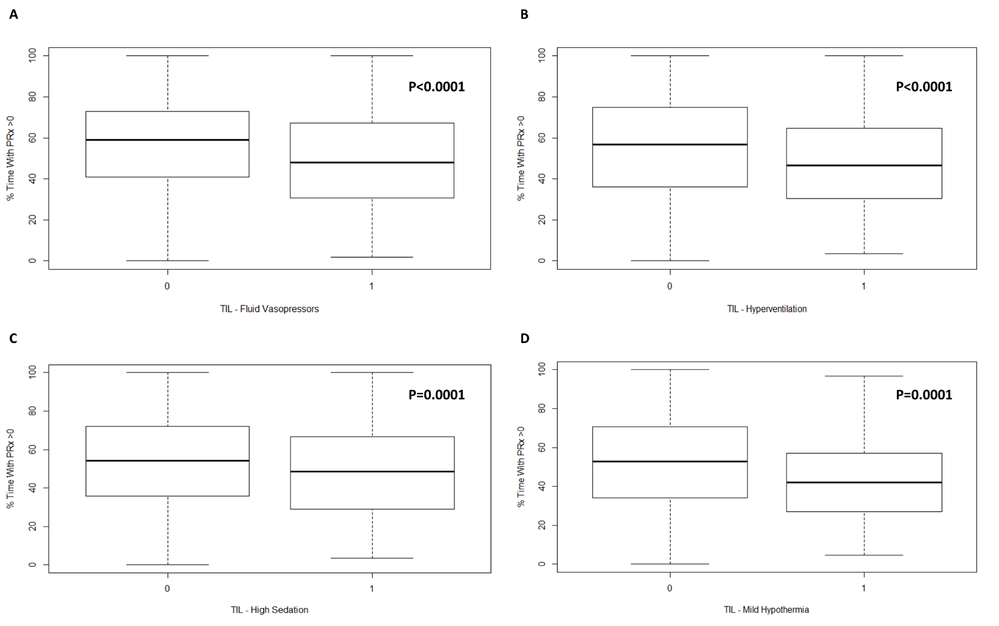 A
B
100
80
60
40
20
0
% Time With PRx >0
P<0.0001
0
1
TIL - Fluid Vasopressors
100
80
60
40
20
0
% Time With PRx >0
P<0.0001
0
1
TIL - Hyperventilation
C
D
100
80
60
40
20
0
% Time With PRx >0
P=0.0001
0
1
TIL - High Sedation
100
80
60
40
20
0
% Time With PRx >0
P=0.0001
0
1
TIL - Mild Hypothermia